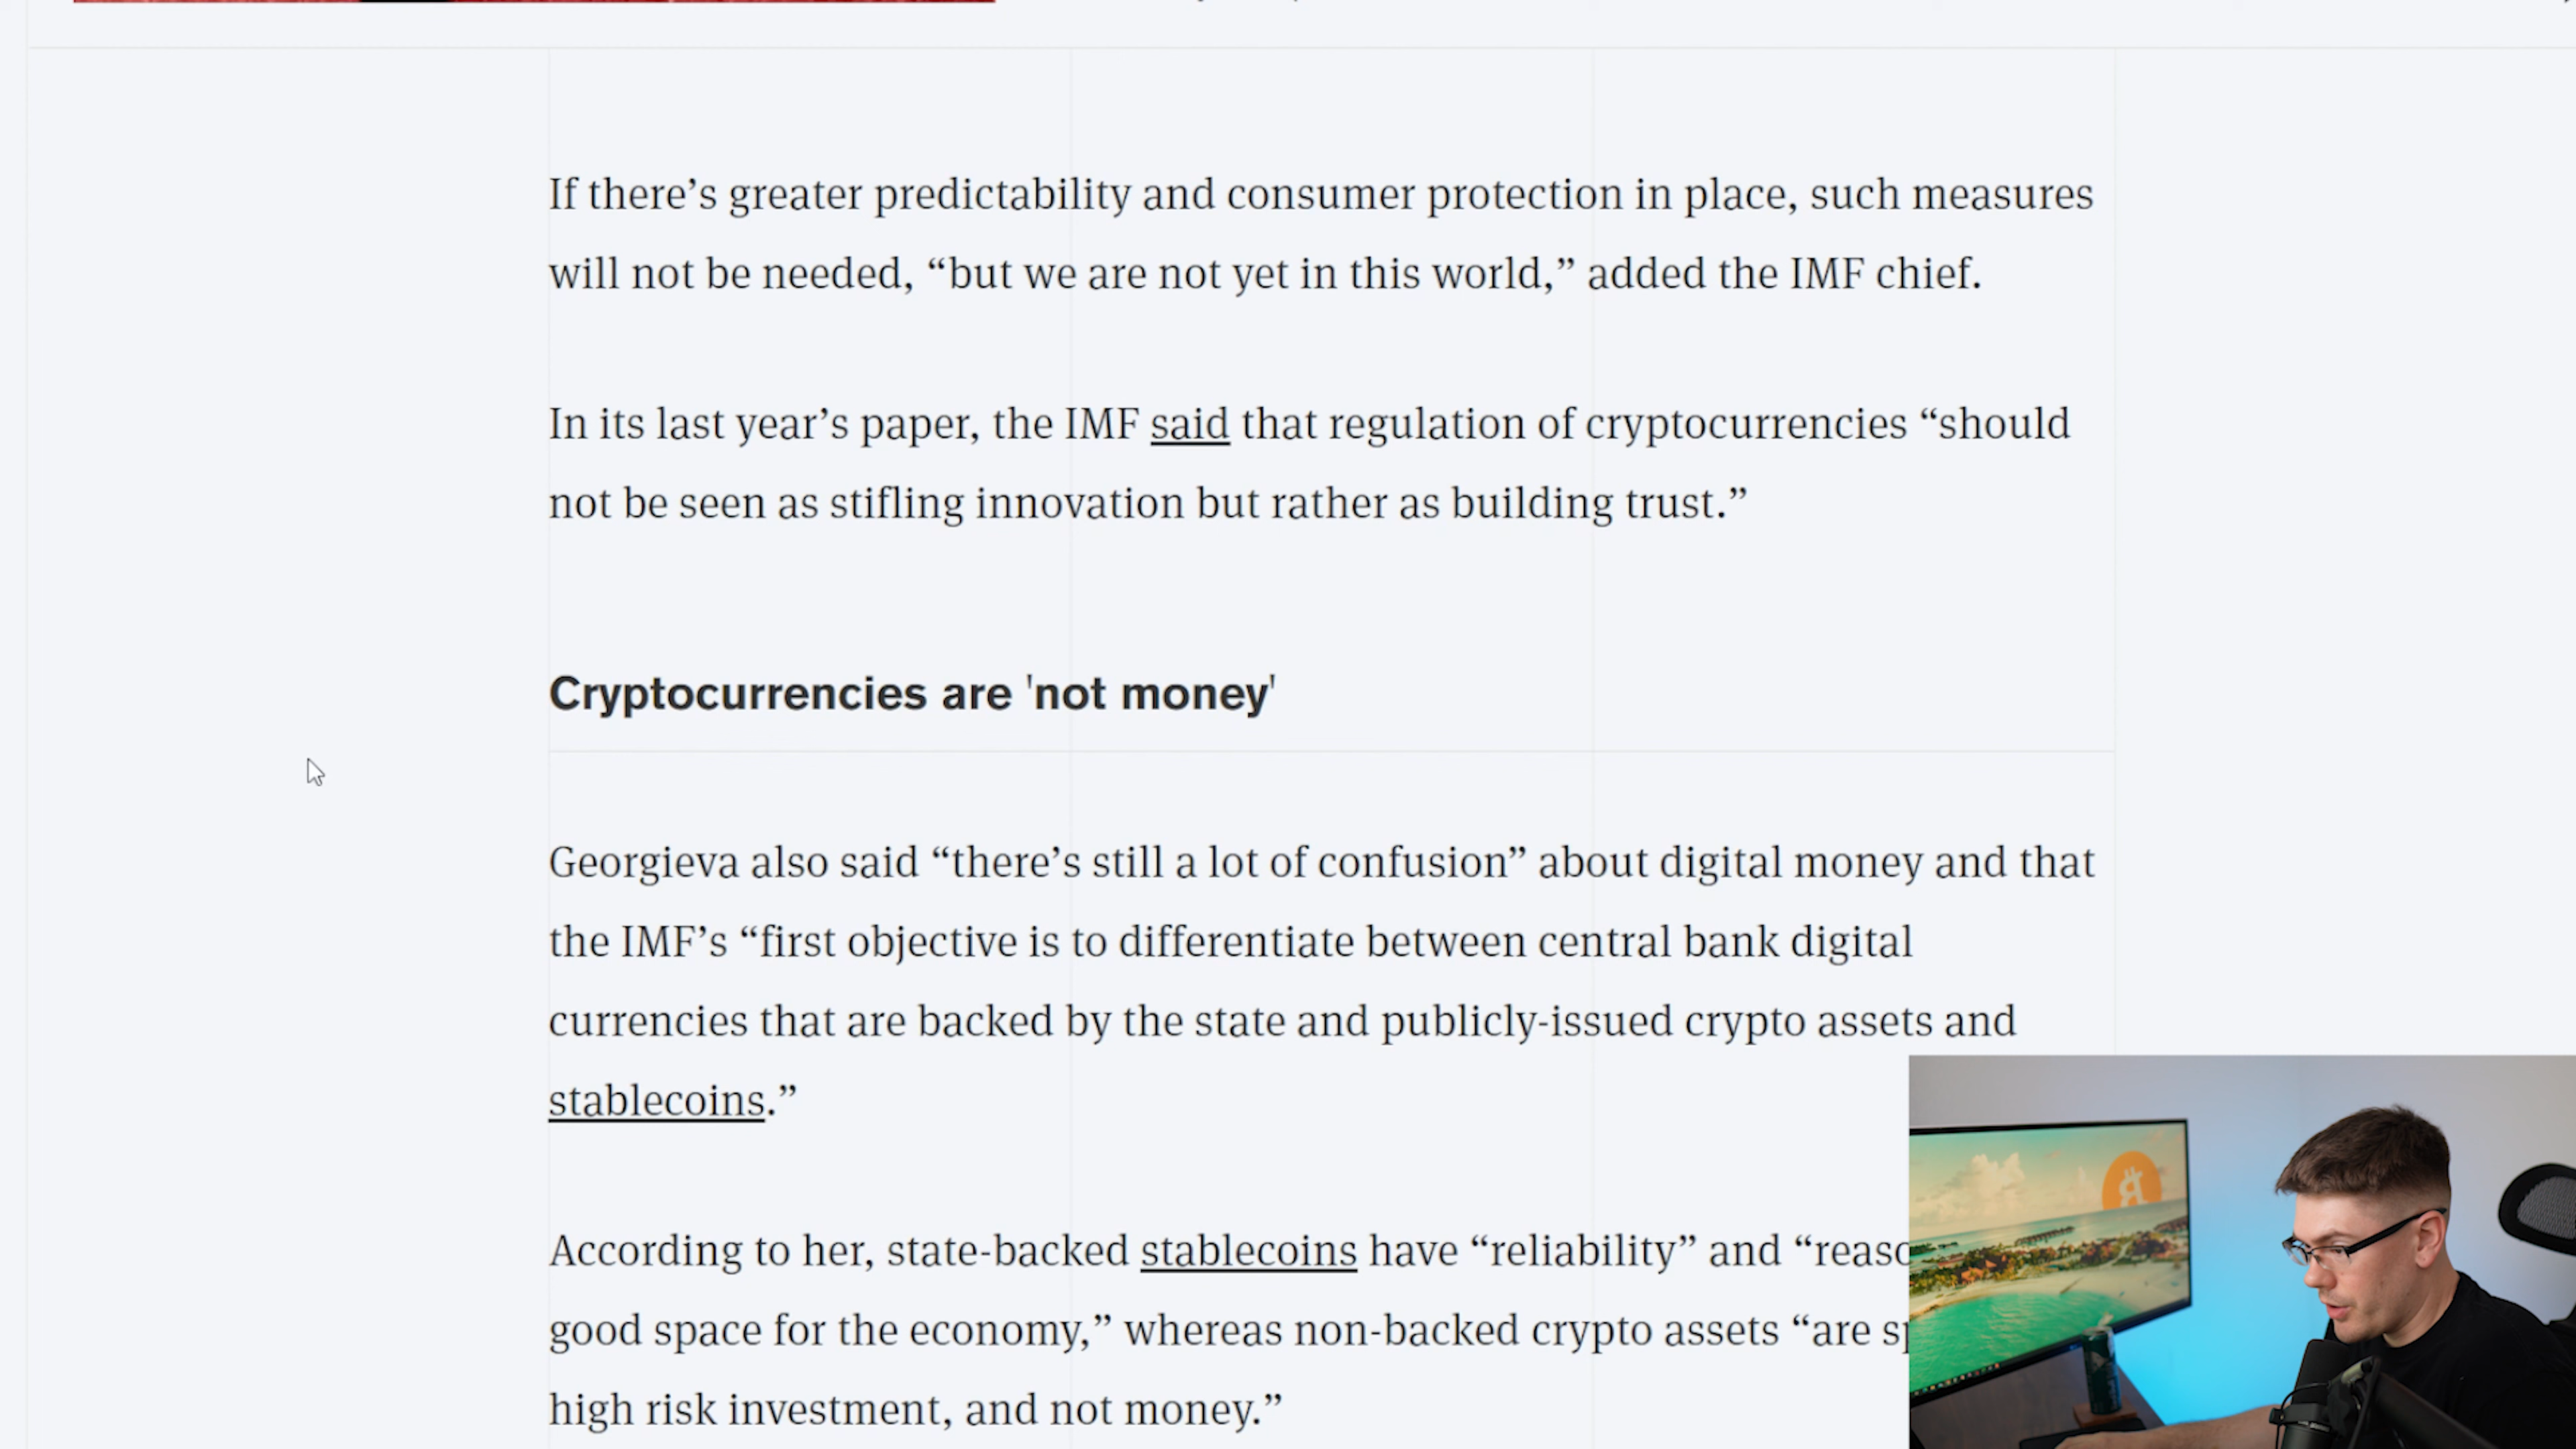 If there’s greater predictability and consumer protection in place, such measures
will not be needed, “but we are not yet in this world,” added the IMF chief.
In its last year’s paper, the IMF said that regulation of cryptocurrencies “should
not be seen as stifling innovation but rather as building trust.”
Cryptocurrencies are 'not money'
Georgieva also said “there’s still a lot of confusion” about digital money and that
the IMF’s “first objective is to differentiate between central bank digital
currencies that are backed by the state and publicly-issued crypto assets and
stablecoins.”
According to her, state-backed stablecoins have “reliability” and
good space for the economy,” whereas non-backed crypto assets “are
high risk investment, and not money.”